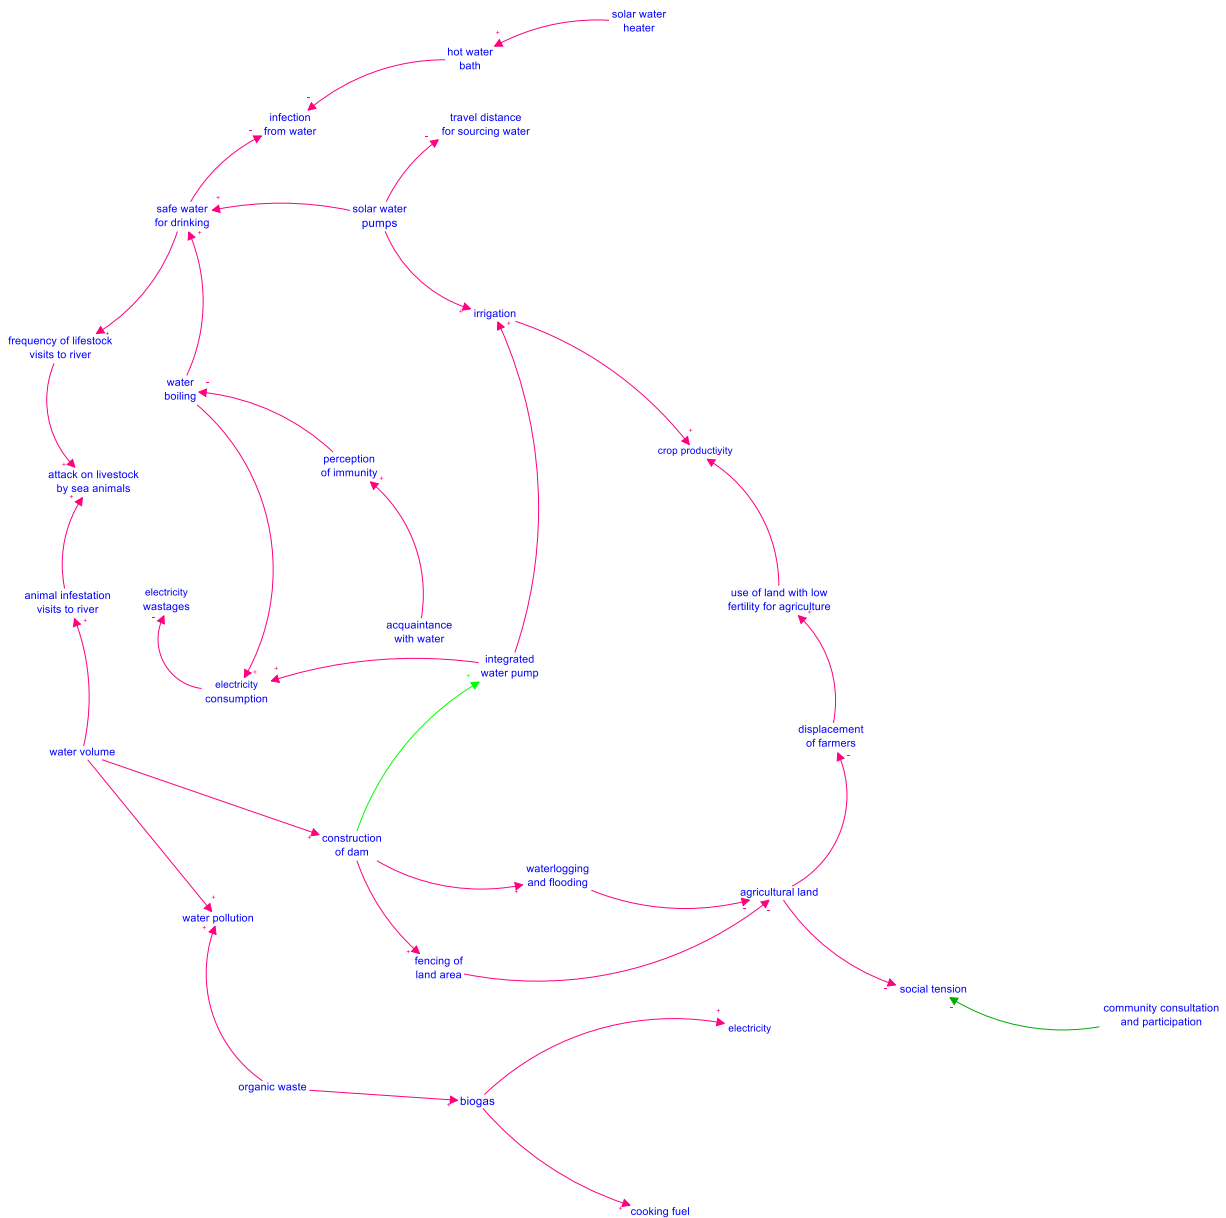 solar water
heater
hot water
bath
infection
from water
travel distance
for sourcing water
safe water
for drinking
solar water
pumps
irrigation
frequency of lifestock
visits to river
water
boiling
crop productivity
perception
of immunity
attack on livestock
by sea animals
animal infestation
visits to river
electricity
wastages
use of land with low
fertility for agriculture
acquaintance
with water
integrated
water pump
electricity
consumption
displacement
of farmers
water volume
construction
of dam
waterlogging
and flooding
agricultural land
water pollution
fencing of
land area
social tension
community consultation
and participation
electricity
organic waste
biogas
cooking fuel